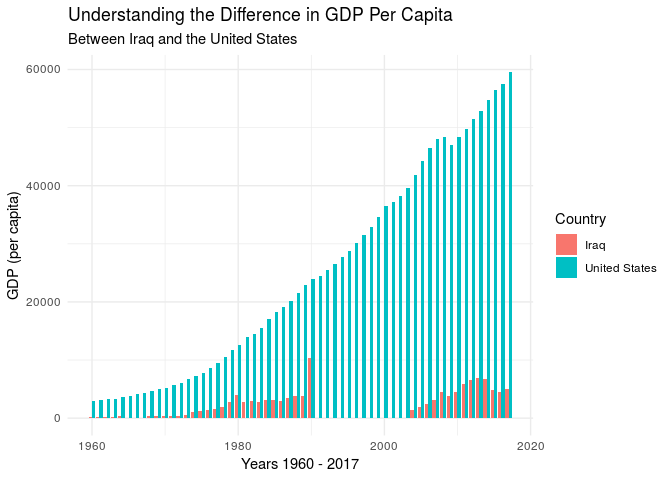 Understanding the Difference in GDP Per Capita
Between Iraq and the United States
60000
40000
20000
0
GDP (per capita)
1960
1980
2000
2020
Years 1960 - 2017
Country
Iraq
United States